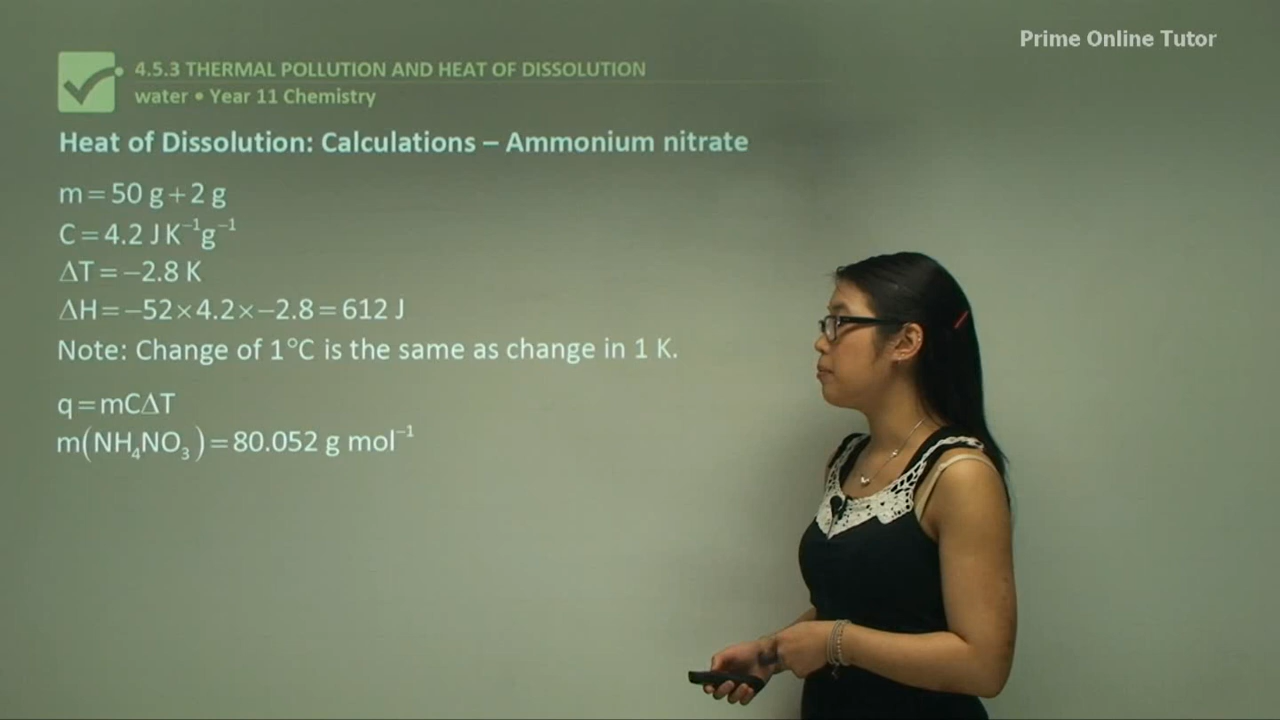 Prime Online Tutor
4.5.3 THERMAL POLLUTION AND HEAT OF DISSOLUTION
water • Year 11 Chemistry
Heat of Dissolution: Calculations – Ammonium nitrate
m = 50 g + 2 g
C = 4.2 J K⁻¹g⁻¹
ΔT = −2.8 K
ΔH = −52 × 4.2 × −2.8 = 612 J
Note: Change of 1°C is the same as change in 1 K.
q = mCΔT
m(NH₄NO₃) = 80.052 g mol⁻¹